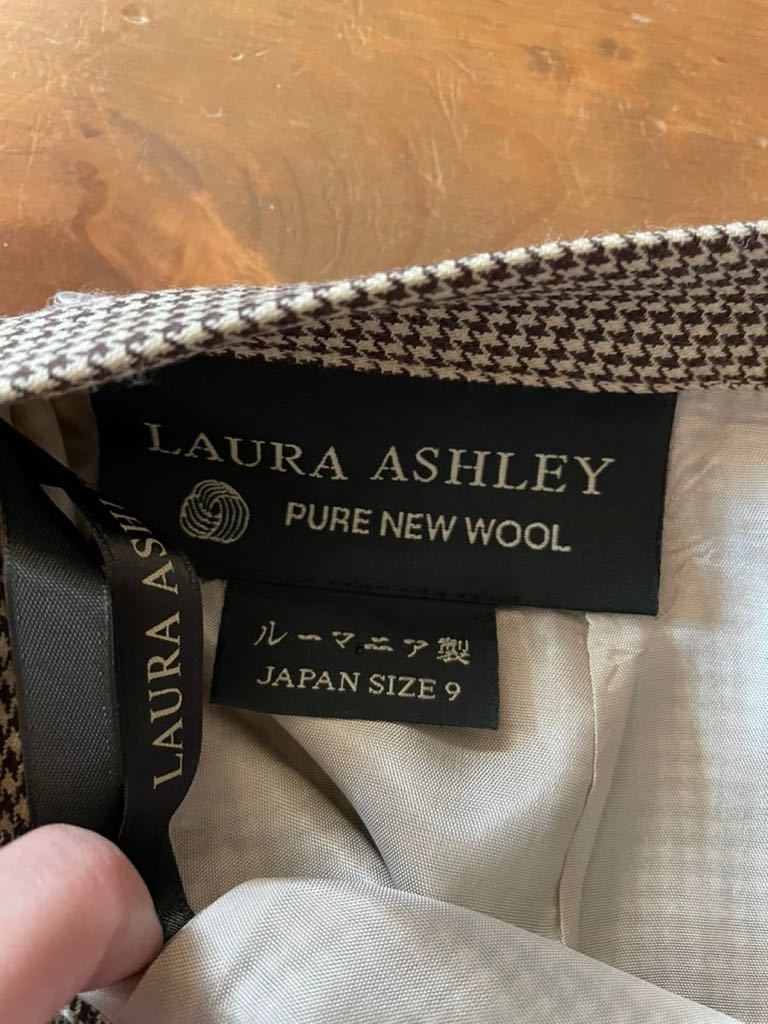 LAURA ASHLEY
PURE NEW WOOL
ルーマニア製
JAPAN SIZE 9
LAURA ASH